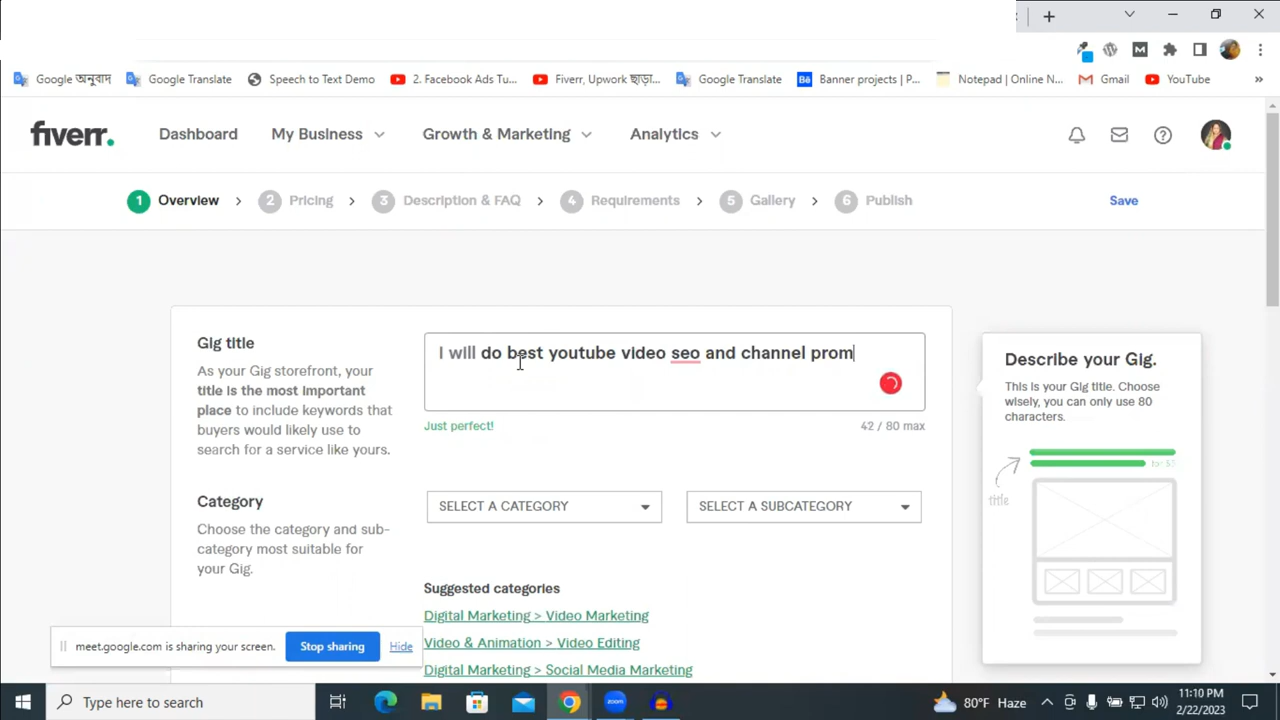 Google অনুবাদ
Google Translate
Speech to Text Demo
2. Facebook Ads Tu...
Fiverr, Upwork ছাড়া...
Google Translate
Bē Banner projects | P...
Notepad | Online N...
Gmail
YouTube
»
fiverr.
Dashboard
My Business
Growth & Marketing
Analytics
1 Overview
2 Pricing
3 Description & FAQ
4 Requirements
5 Gallery
6 Publish
Save
Gig title
As your Gig storefront, your
title is the most important
place to include keywords that
buyers would likely use to
search for a service like yours.
I will do best youtube video seo and channel prom
Just perfect!
42 / 80 max
Category
Choose the category and sub-
category most suitable for
your Gig.
SELECT A CATEGORY
SELECT A SUBCATEGORY
Suggested categories
Digital Marketing > Video Marketing
Video & Animation > Video Editing
Digital Marketing > Social Media Marketing
Describe your Gig.
This is your Gig title. Choose
wisely, you can only use 80
characters.
title
for $5
meet.google.com is sharing your screen.
Stop sharing
Hide
Type here to search
zoom
80°F Haze
11:10 PM
2/22/2023